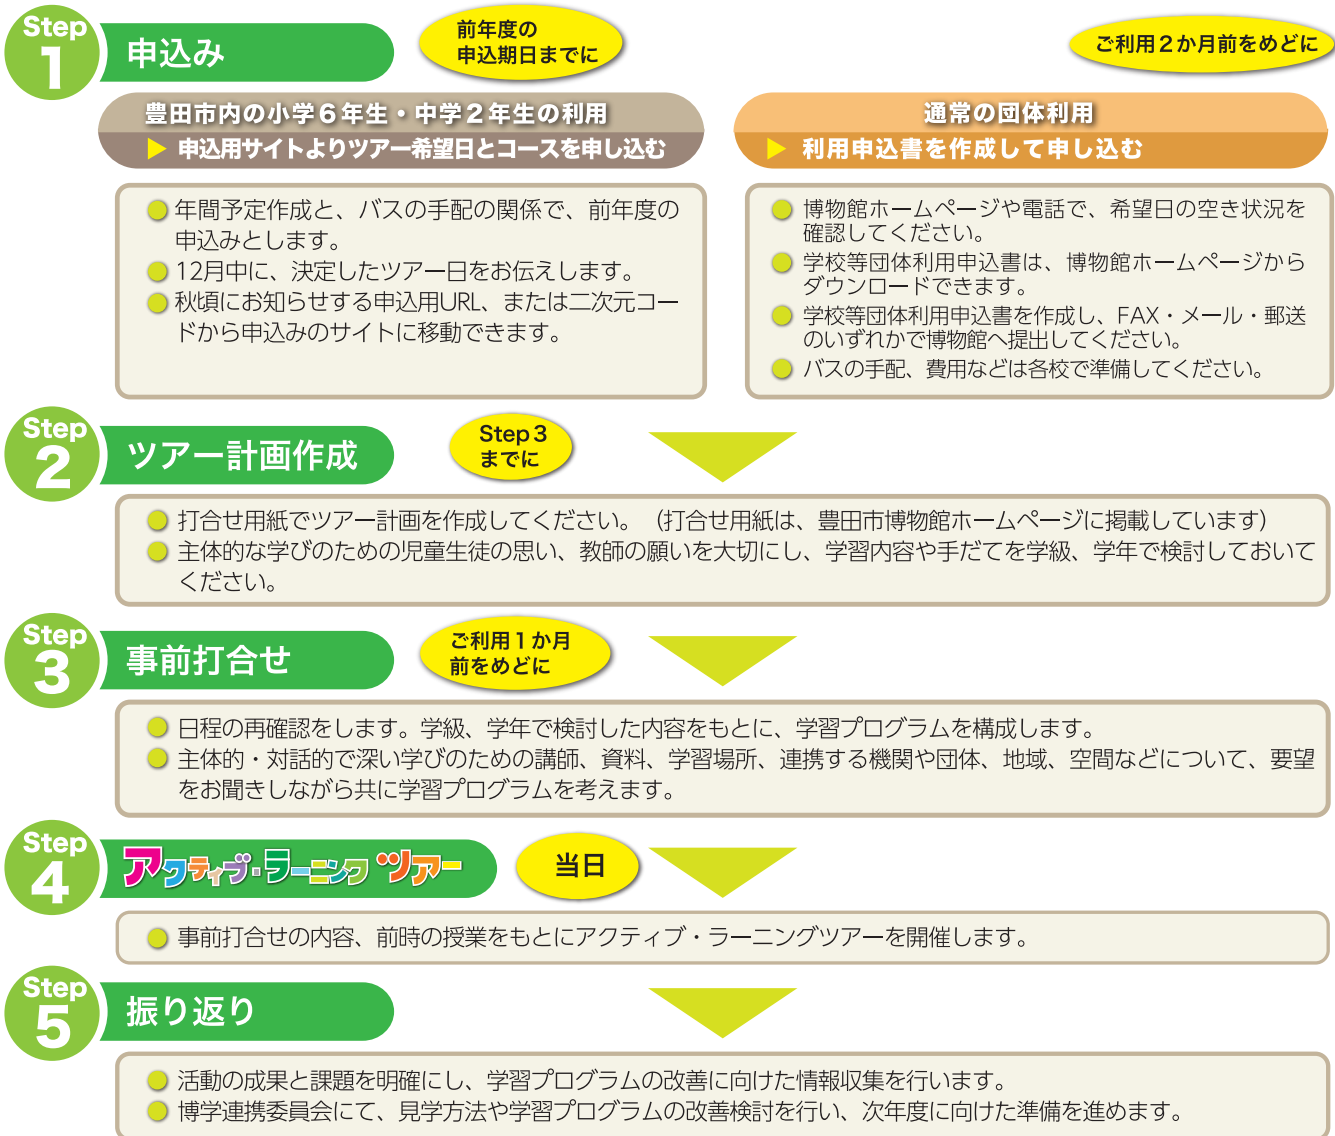 Step
1
申込み
前年度の
申込期日までに
ご利用2か月前をめどに
豊田市内の小学6年生・中学2年生の利用
▶ 申込用サイトよりツアー希望日とコースを申し込む
● 年間予定作成と、バスの手配の関係で、前年度の
申込みとします。
● 12月中に、決定したツアー日をお伝えします。
● 秋頃にお知らせする申込用URL、または二次元コー
ドから申込みのサイトに移動できます。
通常の団体利用
▶ 利用申込書を作成して申し込む
● 博物館ホームページや電話で、希望日の空き状況を
確認してください。
● 学校等団体利用申込書は、博物館ホームページから
ダウンロードできます。
● 学校等団体利用申込書を作成し、FAX・メール・郵送
のいずれかで博物館へ提出してください。
● バスの手配、費用などは各校で準備してください。
Step
2
ツアー計画作成
Step3
までに
● 打合せ用紙でツアー計画を作成してください。（打合せ用紙は、豊田市博物館ホームページに掲載しています）
● 主体的な学びのための児童生徒の思い、教師の願いを大切にし、学習内容や手だてを学級、学年で検討しておいて
ください。
Step
3
事前打合せ
ご利用1か月
前をめどに
● 日程の再確認をします。学級、学年で検討した内容をもとに、学習プログラムを構成します。
● 主体的・対話的で深い学びのための講師、資料、学習場所、連携する機関や団体、地域、空間などについて、要望
をお聞きしながら共に学習プログラムを考えます。
Step
4
アクティブ・ラーニング ツアー
当日
● 事前打合せの内容、前時の授業をもとにアクティブ・ラーニングツアーを開催します。
Step
5
振り返り
● 活動の成果と課題を明確にし、学習プログラムの改善に向けた情報収集を行います。
● 博学連携委員会にて、見学方法や学習プログラムの改善検討を行い、次年度に向けた準備を進めます。